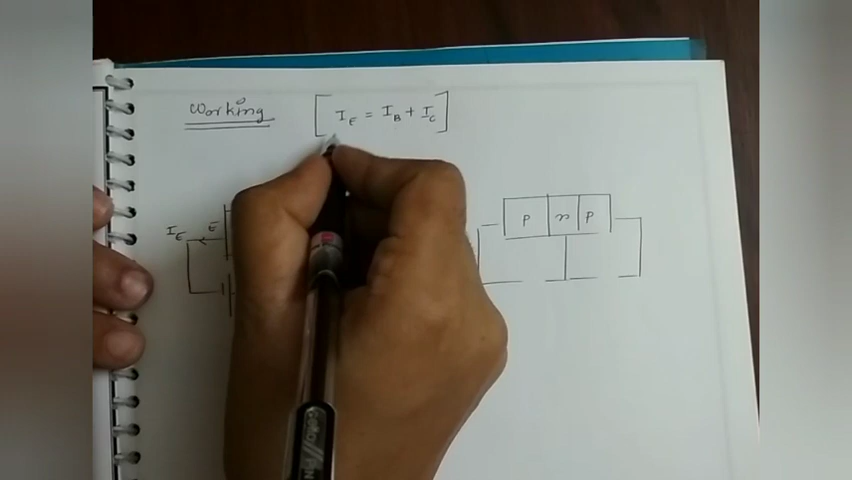 Working
I_E = I_B + I_C
I_E E
P n P